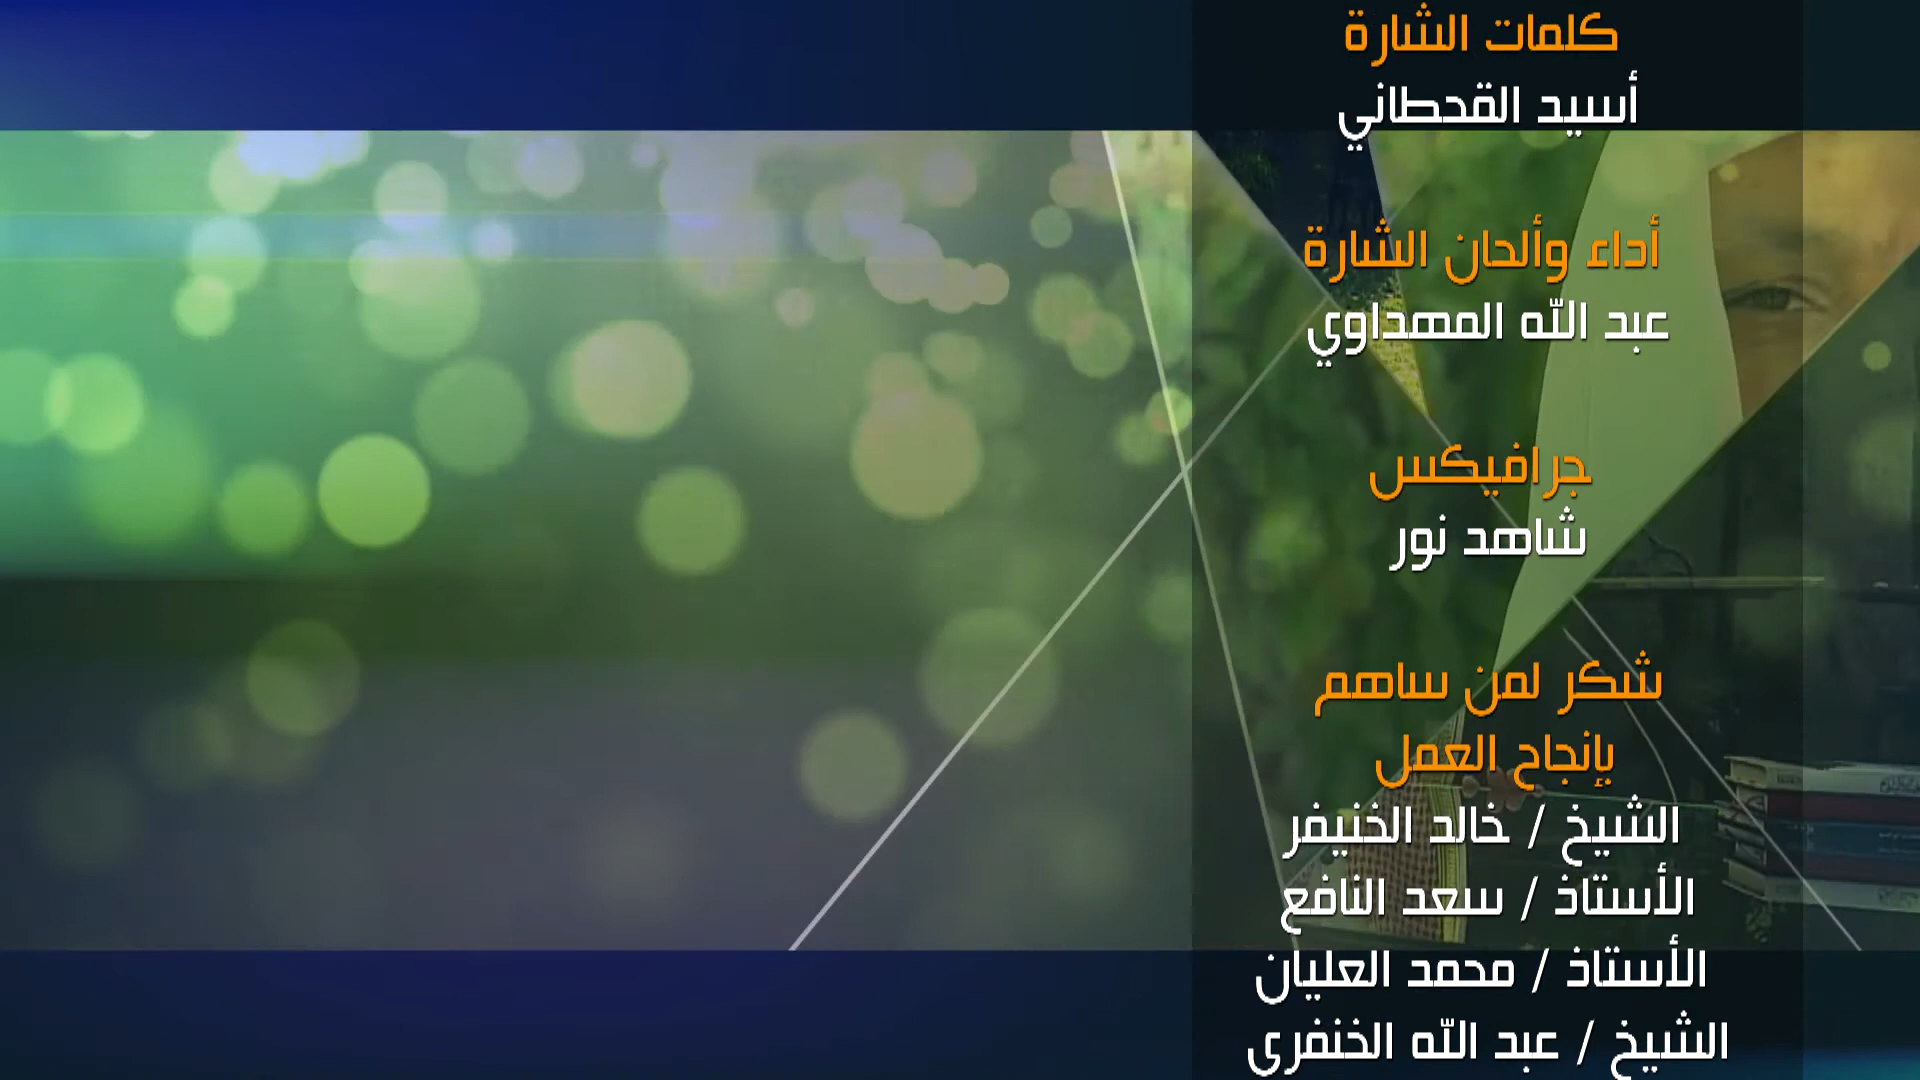 كلمات الشارة
أسيد القحطاني
أداء وألحان الشارة
عبد الله المهداوي
جرافيكس
شاهد نور
شكر لمن ساهم
بإنجاح العمل
الشيخ / خالد الخنيفر
الأستاذ / سعد النافع
الأستاذ / محمد العليان
الشيخ / عبد الله الخنفري